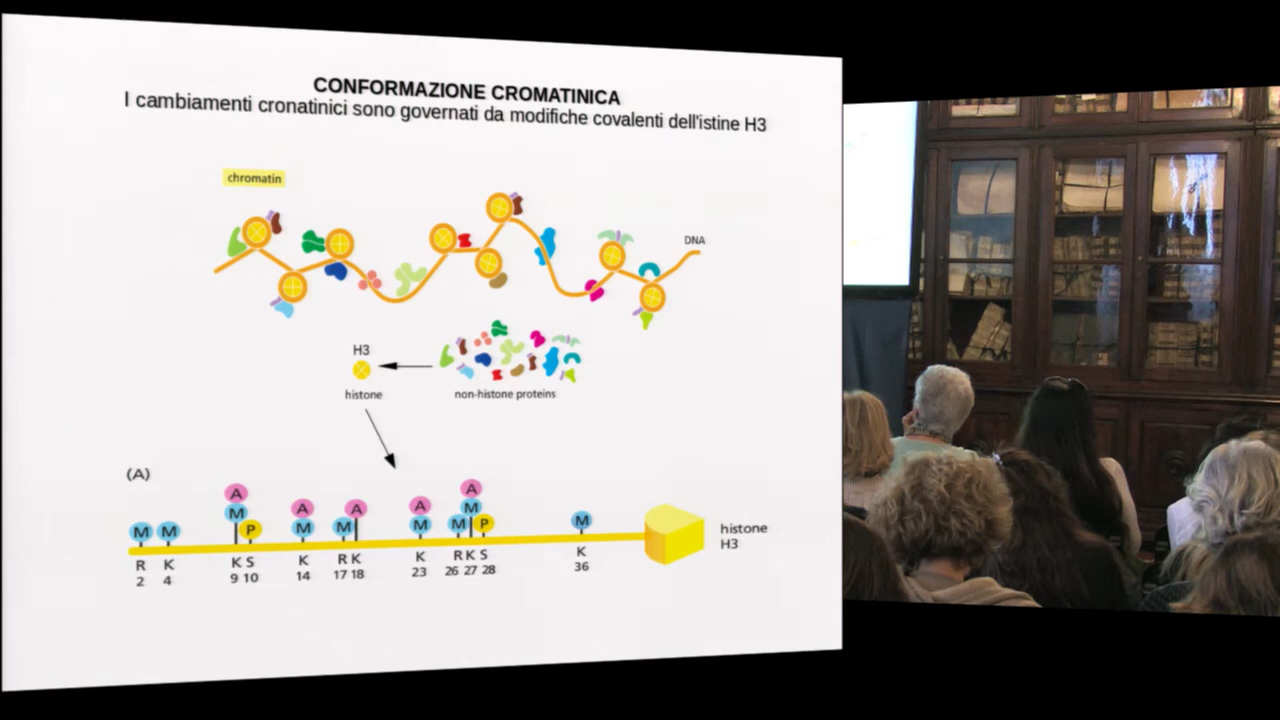 CONFORMAZIONE CROMATINICA
I cambiamenti cronatinici sono governati da modifiche covalenti dell'istine H3
chromatin
DNA
H3
histone
non-histone proteins
(A)
A A A A A
M M M P M M M M M P M
R K K S K R K K R K S K
2 4 9 10 14 17 18 23 26 27 28 36
histone
H3